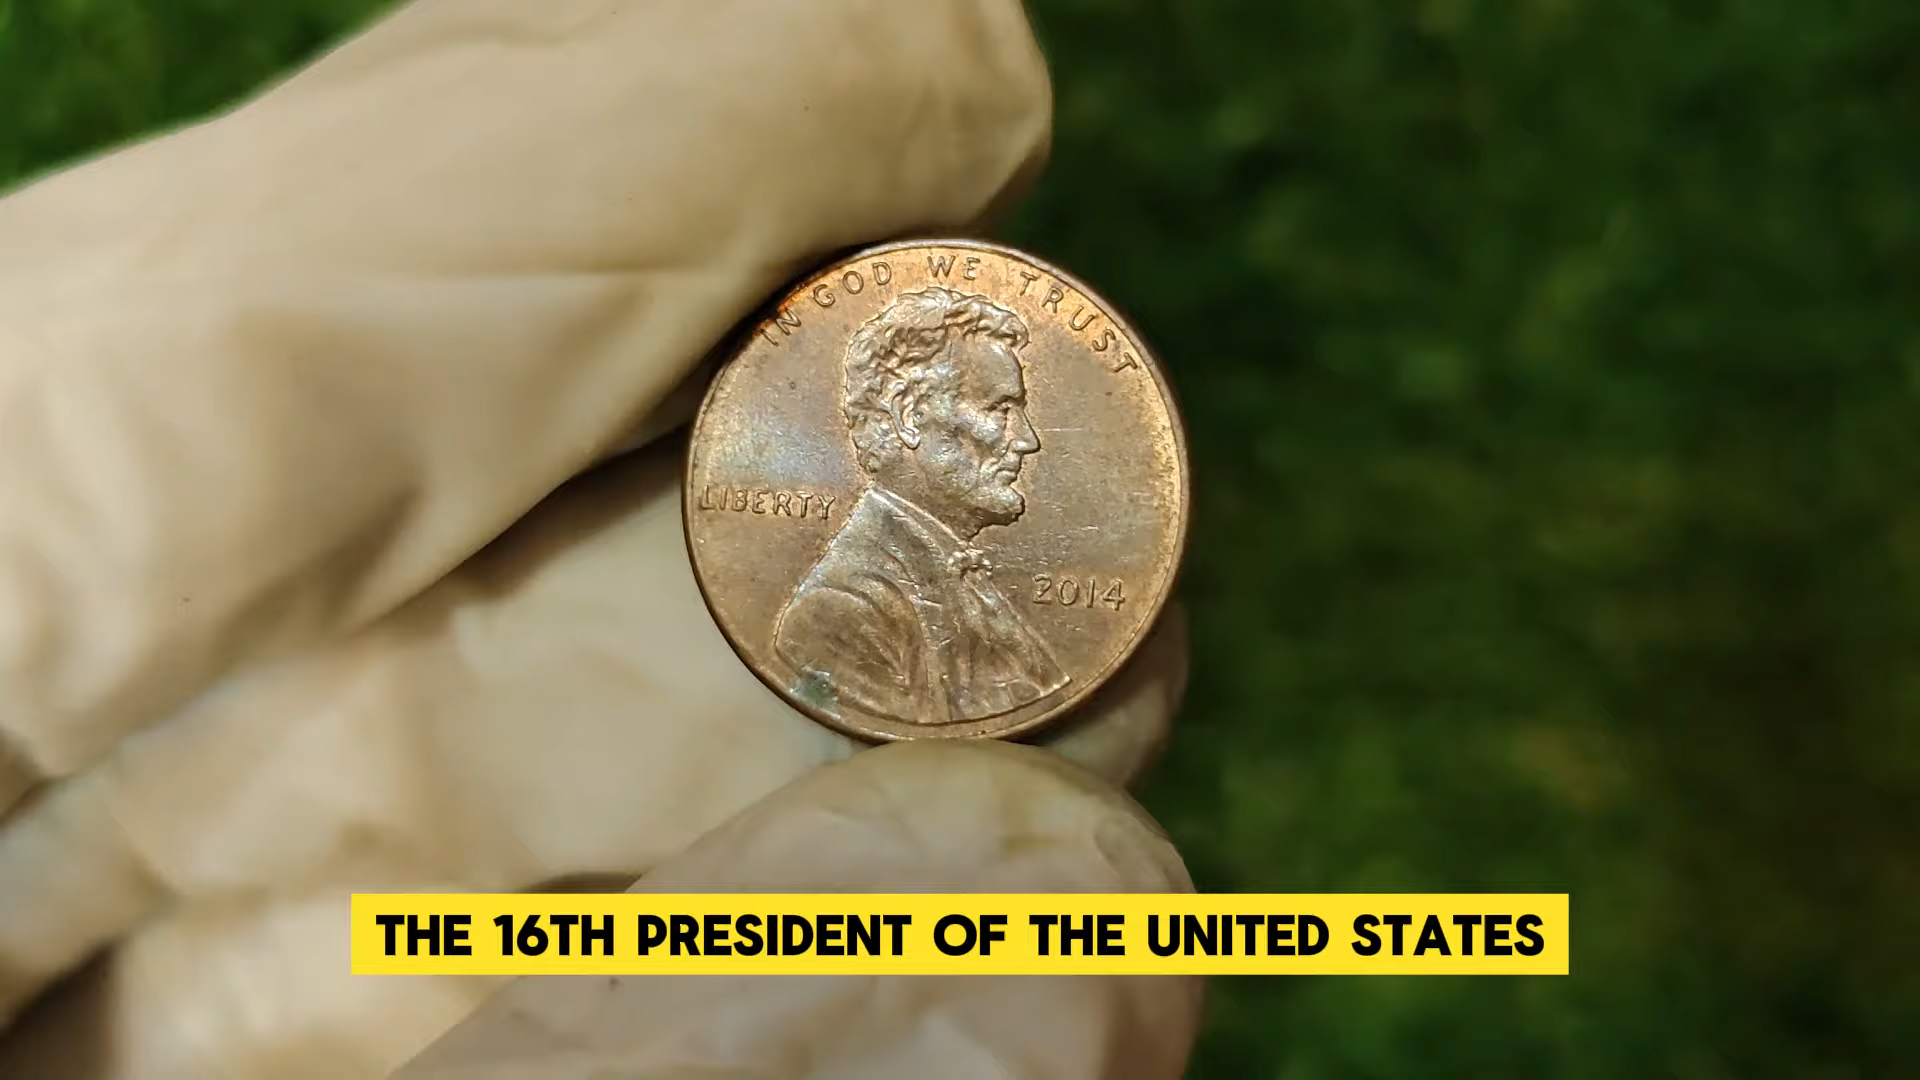 IN GOD WE TRUST
LIBERTY
2014
THE 16TH PRESIDENT OF THE UNITED STATES